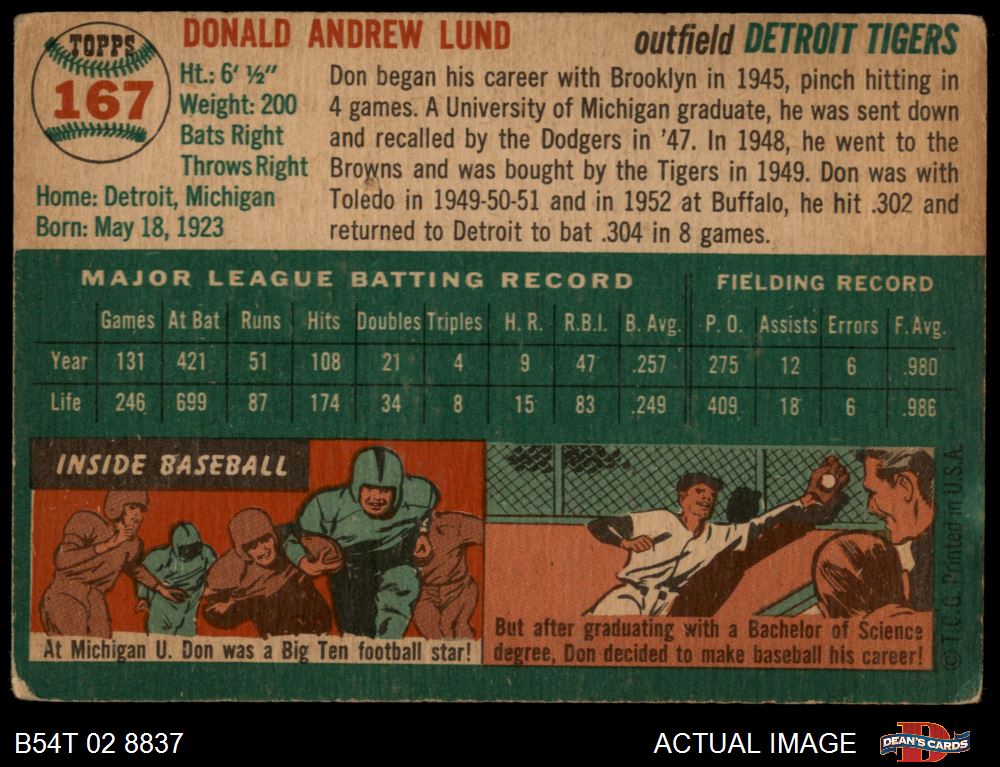 TOPPS
167
DONALD ANDREW LUND
outfield DETROIT TIGERS
Ht.: 6' ½"
Weight: 200
Bats Right
Throws Right
Home: Detroit, Michigan
Born: May 18, 1923
Don began his career with Brooklyn in 1945, pinch hitting in
4 games. A University of Michigan graduate, he was sent down
and recalled by the Dodgers in '47. In 1948, he went to the
Browns and was bought by the Tigers in 1949. Don was with
Toledo in 1949-50-51 and in 1952 at Buffalo, he hit .302 and
returned to Detroit to bat .304 in 8 games.
MAJOR LEAGUE BATTING RECORD FIELDING RECORD
Games At Bat Runs Hits Doubles Triples H. R. R.B.I. B. Avg. P. O. Assists Errors F. Avg.
Year 131 421 51 108 21 4 9 47 .257 275 12 6 .980
Life 246 699 87 174 34 8 15 83 .249 409 18 6 .986
INSIDE BASEBALL
At Michigan U. Don was a Big Ten football star!
But after graduating with a Bachelor of Science
degree, Don decided to make baseball his career!
© T. C. G. Printed in U.S.A.
B54T 02 8837
ACTUAL IMAGE
D
DEAN'S CARDS